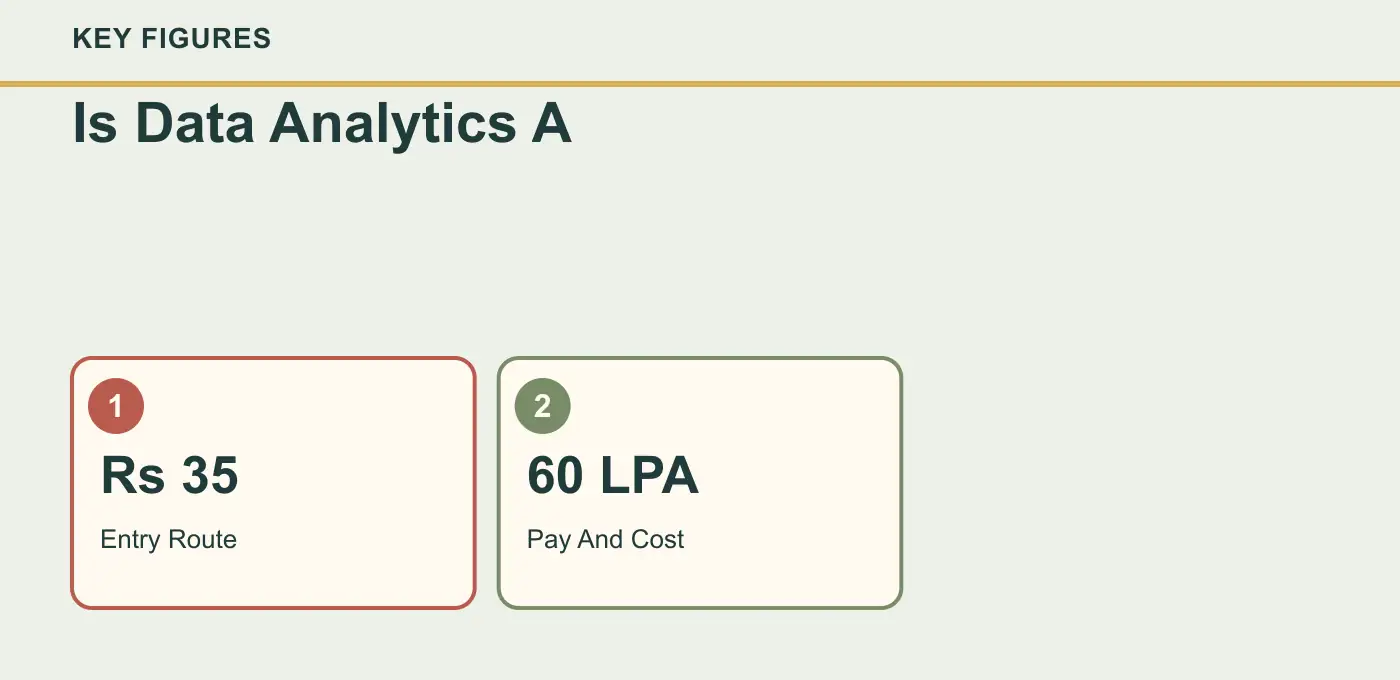 KEY FIGURES
Is Data Analytics A
1
Rs 35
Entry Route
2
60 LPA
Pay And Cost